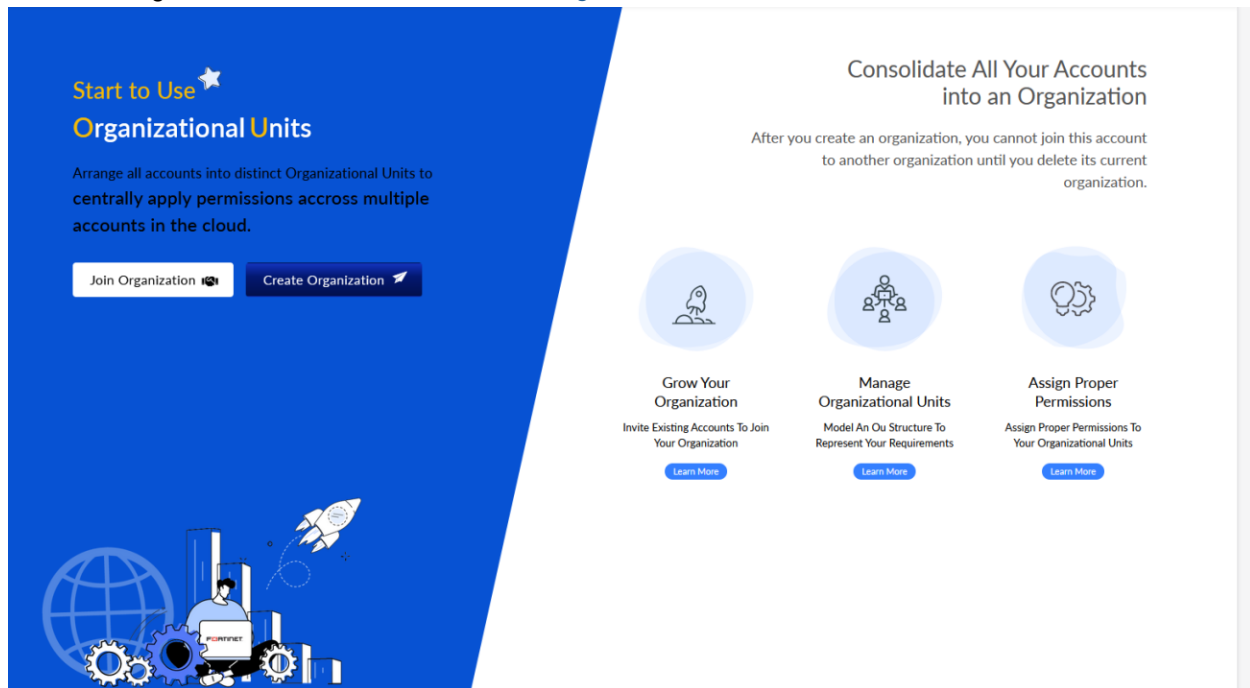 Start to Use
Organizational Units
Arrange all accounts into distinct Organizational Units to
centrally apply permissions accross multiple
accounts in the cloud.
Join Organization
Create Organization
FORTINET
Consolidate All Your Accounts
into an Organization
After you create an organization, you cannot join this account
to another organization until you delete its current
organization.
Grow Your
Organization
Invite Existing Accounts To Join
Your Organization
Learn More
Manage
Organizational Units
Model An Ou Structure To
Represent Your Requirements
Learn More
Assign Proper
Permissions
Assign Proper Permissions To
Your Organizational Units
Learn More